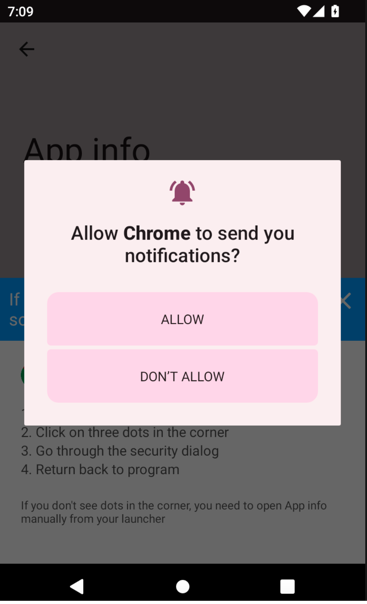 7:09
App info
Allow Chrome to send you
notifications?
If
ALLOW
DON'T ALLOW
2. Click on three dots in the corner
3. Go through the security dialog
4. Return back to program
If you don't see dots in the corner, you need to open App info
manually from your launcher